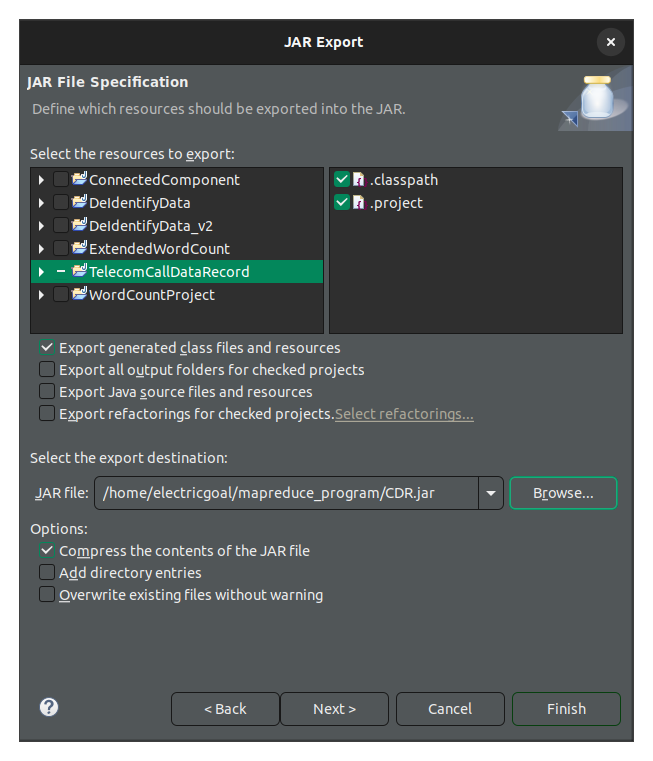 JAR Export
JAR File Specification
Define which resources should be exported into the JAR.
Select the resources to export:
ConnectedComponent
DeIdentifyData
DeIdentifyData_v2
ExtendedWordCount
TelecomCallDataRecord
WordCountProject
.classpath
.project
Export generated class files and resources
Export all output folders for checked projects
Export Java source files and resources
Export refactorings for checked projects. Select refactorings...
Select the export destination:
JAR file: /home/electricgoal/mapreduce_program/CDR.jar Browse...
Options:
Compress the contents of the JAR file
Add directory entries
Overwrite existing files without warning
? < Back Next > Cancel Finish